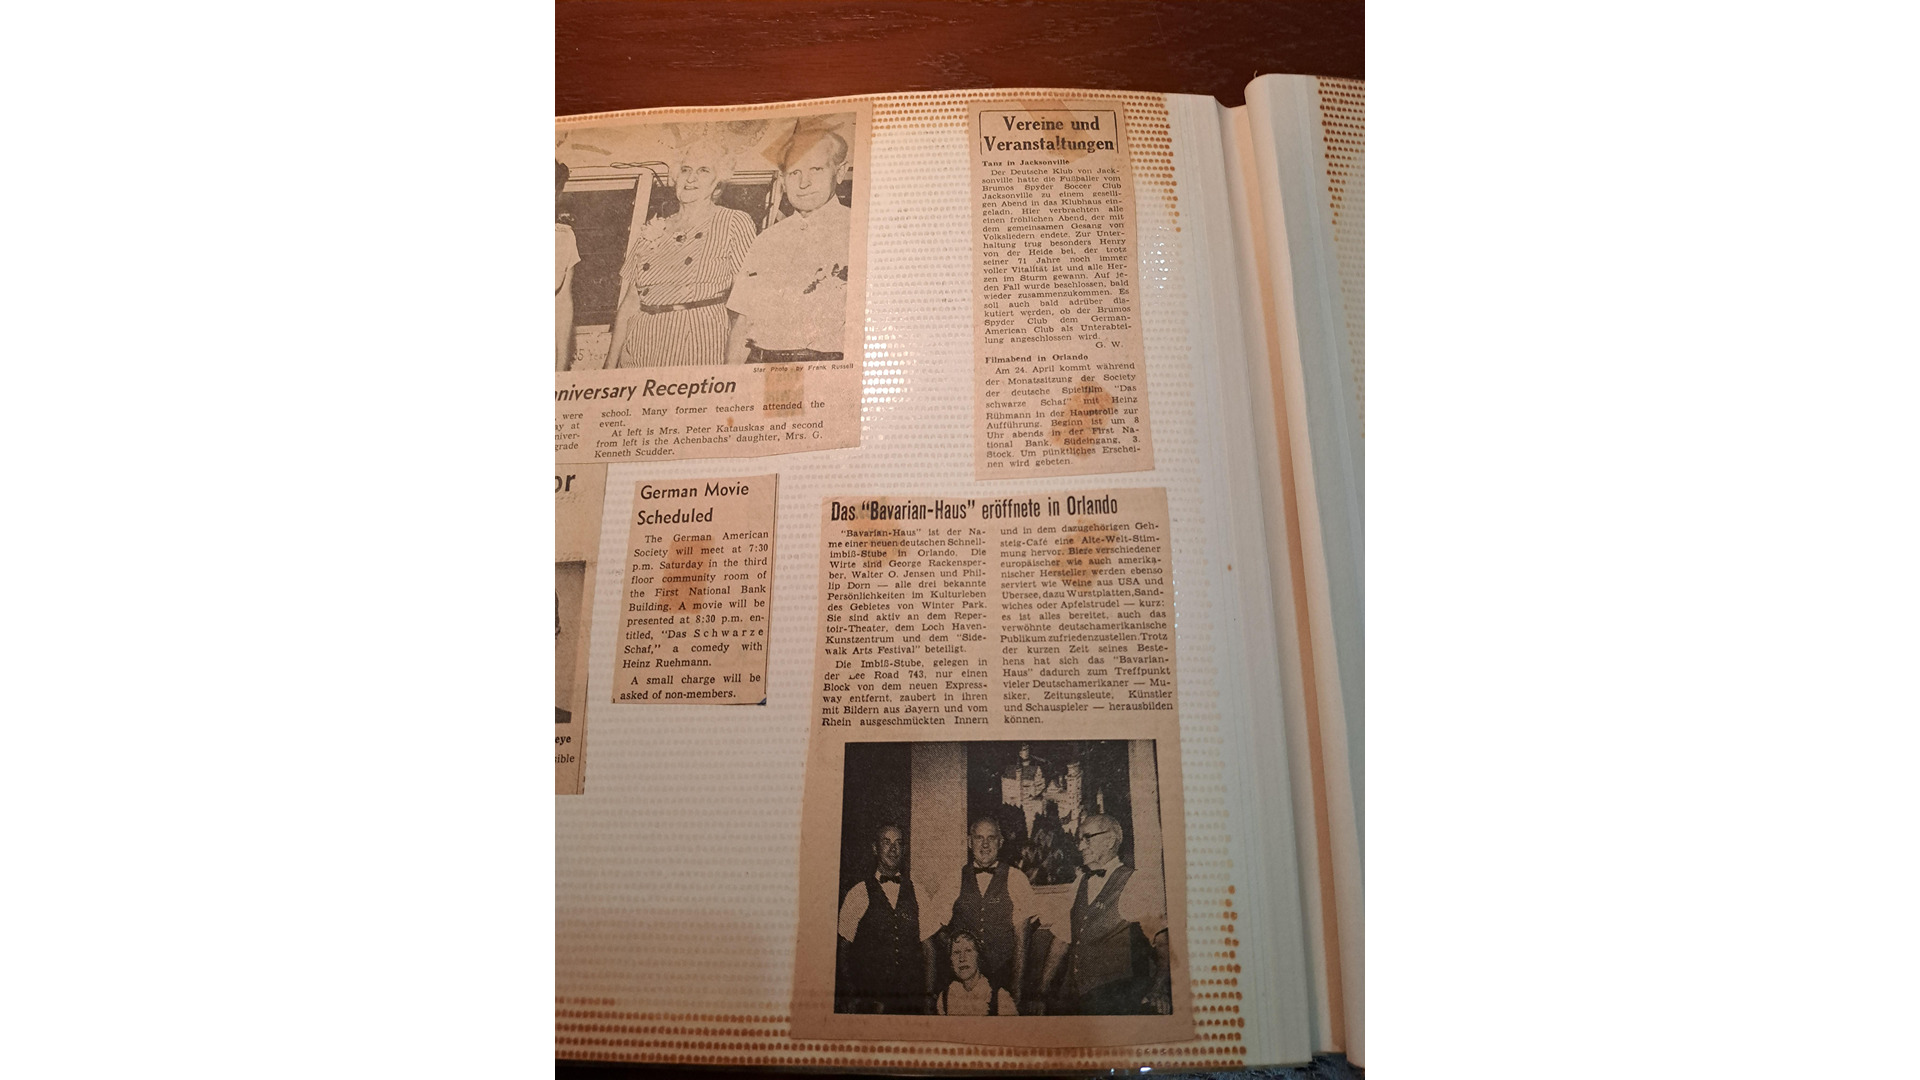 Star Photo by Frank Russell
nniversary Reception
were
y at
niver-
grade
school. Many former teachers attended the
event.
At left is Mrs. Peter Katauskas and second
from left is the Achenbachs' daughter, Mrs. G.
Kenneth Scudder.
or
eye
ible
German Movie
Scheduled
The German American
Society will meet at 7:30
p.m. Saturday in the third
floor community room of
the First National Bank
Building. A movie will be
presented at 8:30 p.m. en-
titled, "Das Schwarze
Schaf," a comedy with
Heinz Ruehmann.
A small charge will be
asked of non-members.
Vereine und
Veranstaltungen
Tanz in Jacksonville
Der Deutsche Klub von Jack-
sonville hatte die Fußballer vom
Brumos Spyder Soccer Club
Jacksonville zu einem geselli-
gen Abend in das Klubhaus ein-
geladn. Hier verbrachten alle
einen fröhlichen Abend, der mit
dem gemeinsamen Gesang von
Volksliedern endete. Zur Unter-
haltung trug besonders Henry
von der Heide bei, der trotz
seiner 71 Jahre noch immer
voller Vitalität ist und alle Her-
zen im Sturm gewann. Auf je-
den Fall wurde beschlossen, bald
wieder zusammenzukommen. Es
soll auch bald adrüber dis-
kutiert werden, ob der Brumos
Spyder Club dem German-
American Club als Unterabtei-
lung angeschlossen wird.
G. W.
Filmabend in Orlando
Am 24. April kommt während
der Monatssitzung der Society
der deutsche Spielfilm "Das
schwarze Schaf" mit Heinz
Rühmann in der Hauptrolle zur
Aufführung. Beginn ist um 8
Uhr abends in der First Na-
tional Bank, Südeingang, 3.
Stock. Um pünktliches Erschei-
nen wird gebeten.
Das "Bavarian-Haus" eröffnete in Orlando
"Bavarian-Haus" ist der Na-
me einer neuen deutschen Schnell-
imbiß-Stube in Orlando. Die
Wirte sind George Rackensper-
ber, Walter O. Jensen und Phil-
lip Dorn — alle drei bekannte
Persönlichkeiten im Kulturleben
des Gebietes von Winter Park.
Sie sind aktiv an dem Reper-
toir-Theater, dem Loch Haven-
Kunstzentrum und dem "Side-
walk Arts Festival" beteiligt.
Die Imbiß-Stube, gelegen in
der Lee Road 743, nur einen
Block von dem neuen Express-
way entfernt, zaubert in ihren
mit Bildern aus Bayern und vom
Rhein ausgeschmückten Innern
und in dem dazugehörigen Geh-
steig-Café eine Alte-Welt-Stim-
mung hervor. Biere verschiedener
europäischer wie auch amerika-
nischer Hersteller werden ebenso
serviert wie Weine aus USA und
Übersee, dazu Wurstplatten, Sand-
wiches oder Apfelstrudel — kurz:
es ist alles bereitet, auch das
verwöhnte deutschamerikanische
Publikum zufriedenzustellen. Trotz
der kurzen Zeit seines Beste-
hens hat sich das "Bavarian-
Haus" dadurch zum Treffpunkt
vieler Deutschamerikaner — Mu-
siker, Zeitungsleute, Künstler
und Schauspieler — herausbilden
können.